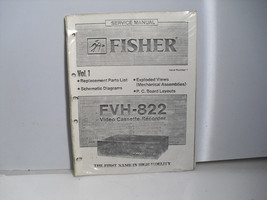 SERVICE MANUAL
FISHER
Vol. 1
• Replacement Parts List
• Schematic Diagrams
• Exploded Views
(Mechanical Assemblies)
• P. C. Board Layouts
FVH-822
Video Cassette Recorder
THE FIRST NAME IN HIGH FIDELITY